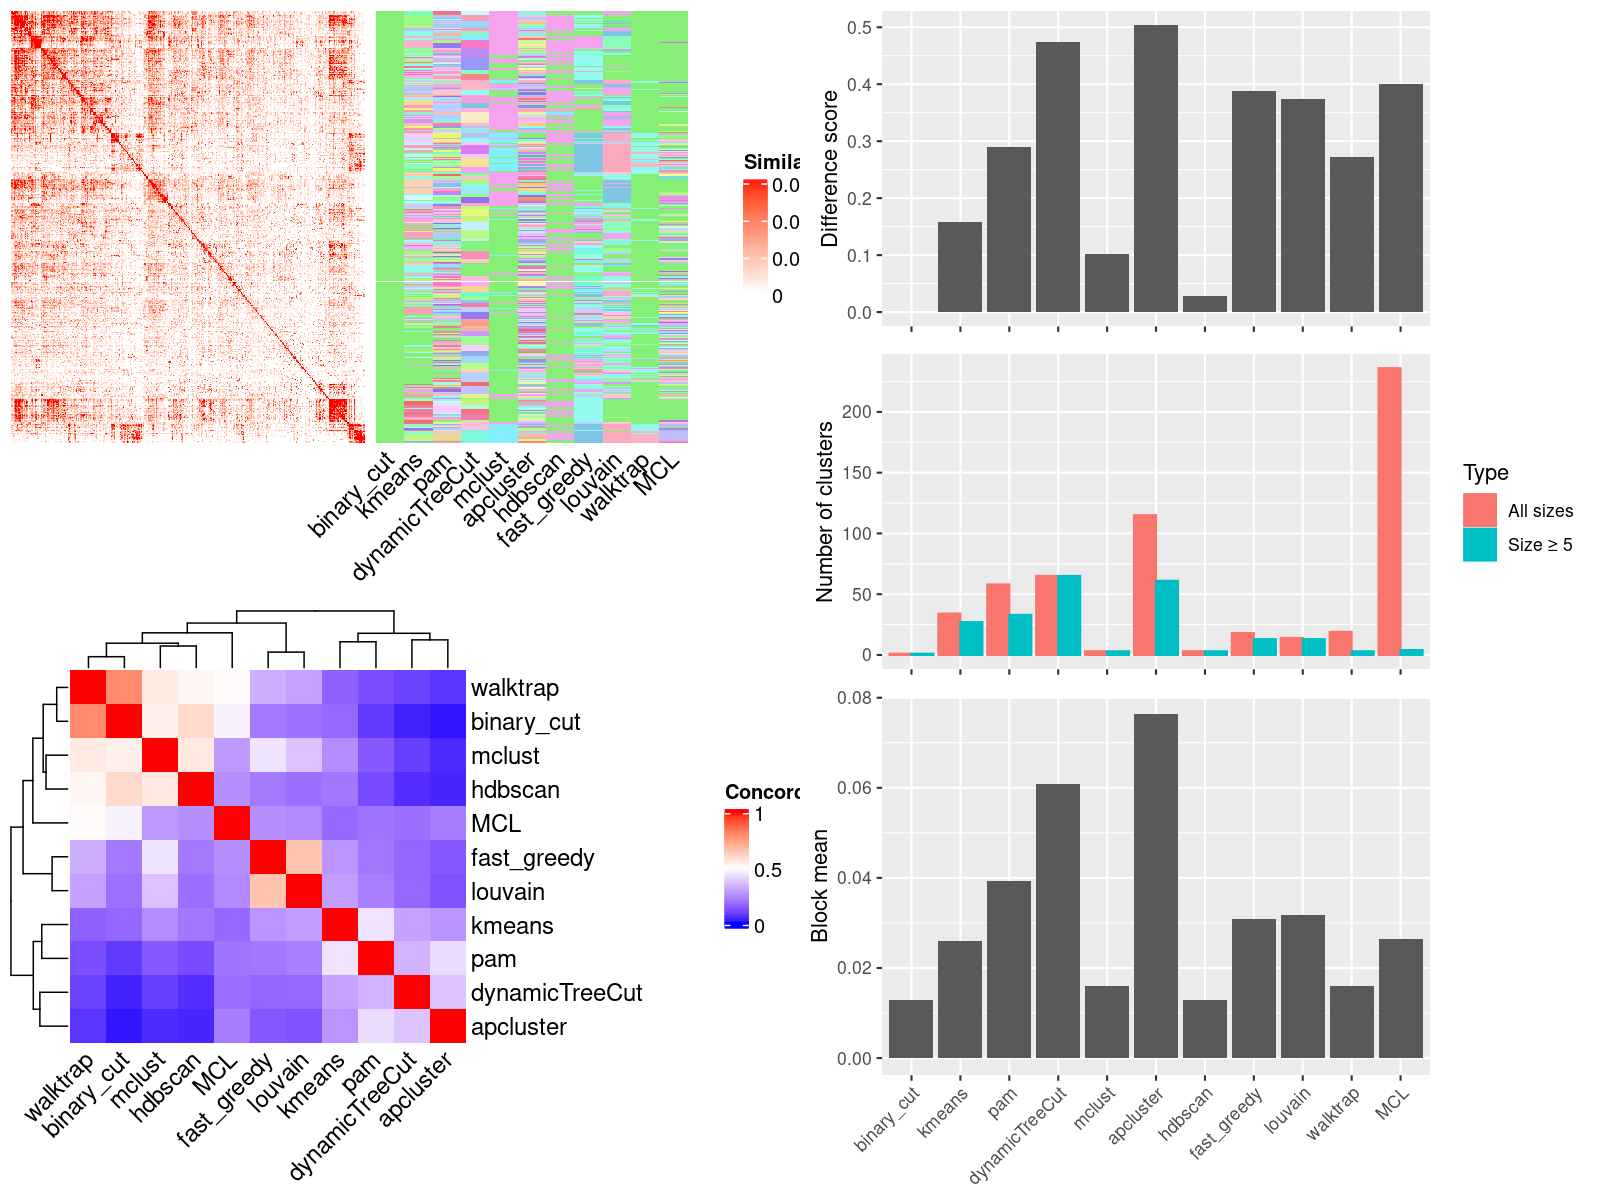 Simila
0.0
0.0
0.0
0
binary_cut
kmeans
pam
dynamicTreeCut
mclust
apcluster
hdbscan
fast_greedy
louvain
walktrap
MCL
walktrap
binary_cut
mclust
hdbscan
MCL
fast_greedy
louvain
kmeans
pam
dynamicTreeCut
apcluster
walktrap
binary_cut
mclust
hdbscan
MCL
fast_greedy
louvain
kmeans
pam
dynamicTreeCut
apcluster
Concord
1
0.5
0
Difference score
0.5
0.4
0.3
0.2
0.1
0.0
Number of clusters
200
150
100
50
0
Type
All sizes
Size ≥ 5
Block mean
0.08
0.06
0.04
0.02
0.00
binary_cut
kmeans
pam
dynamicTreeCut
mclust
apcluster
hdbscan
fast_greedy
louvain
walktrap
MCL